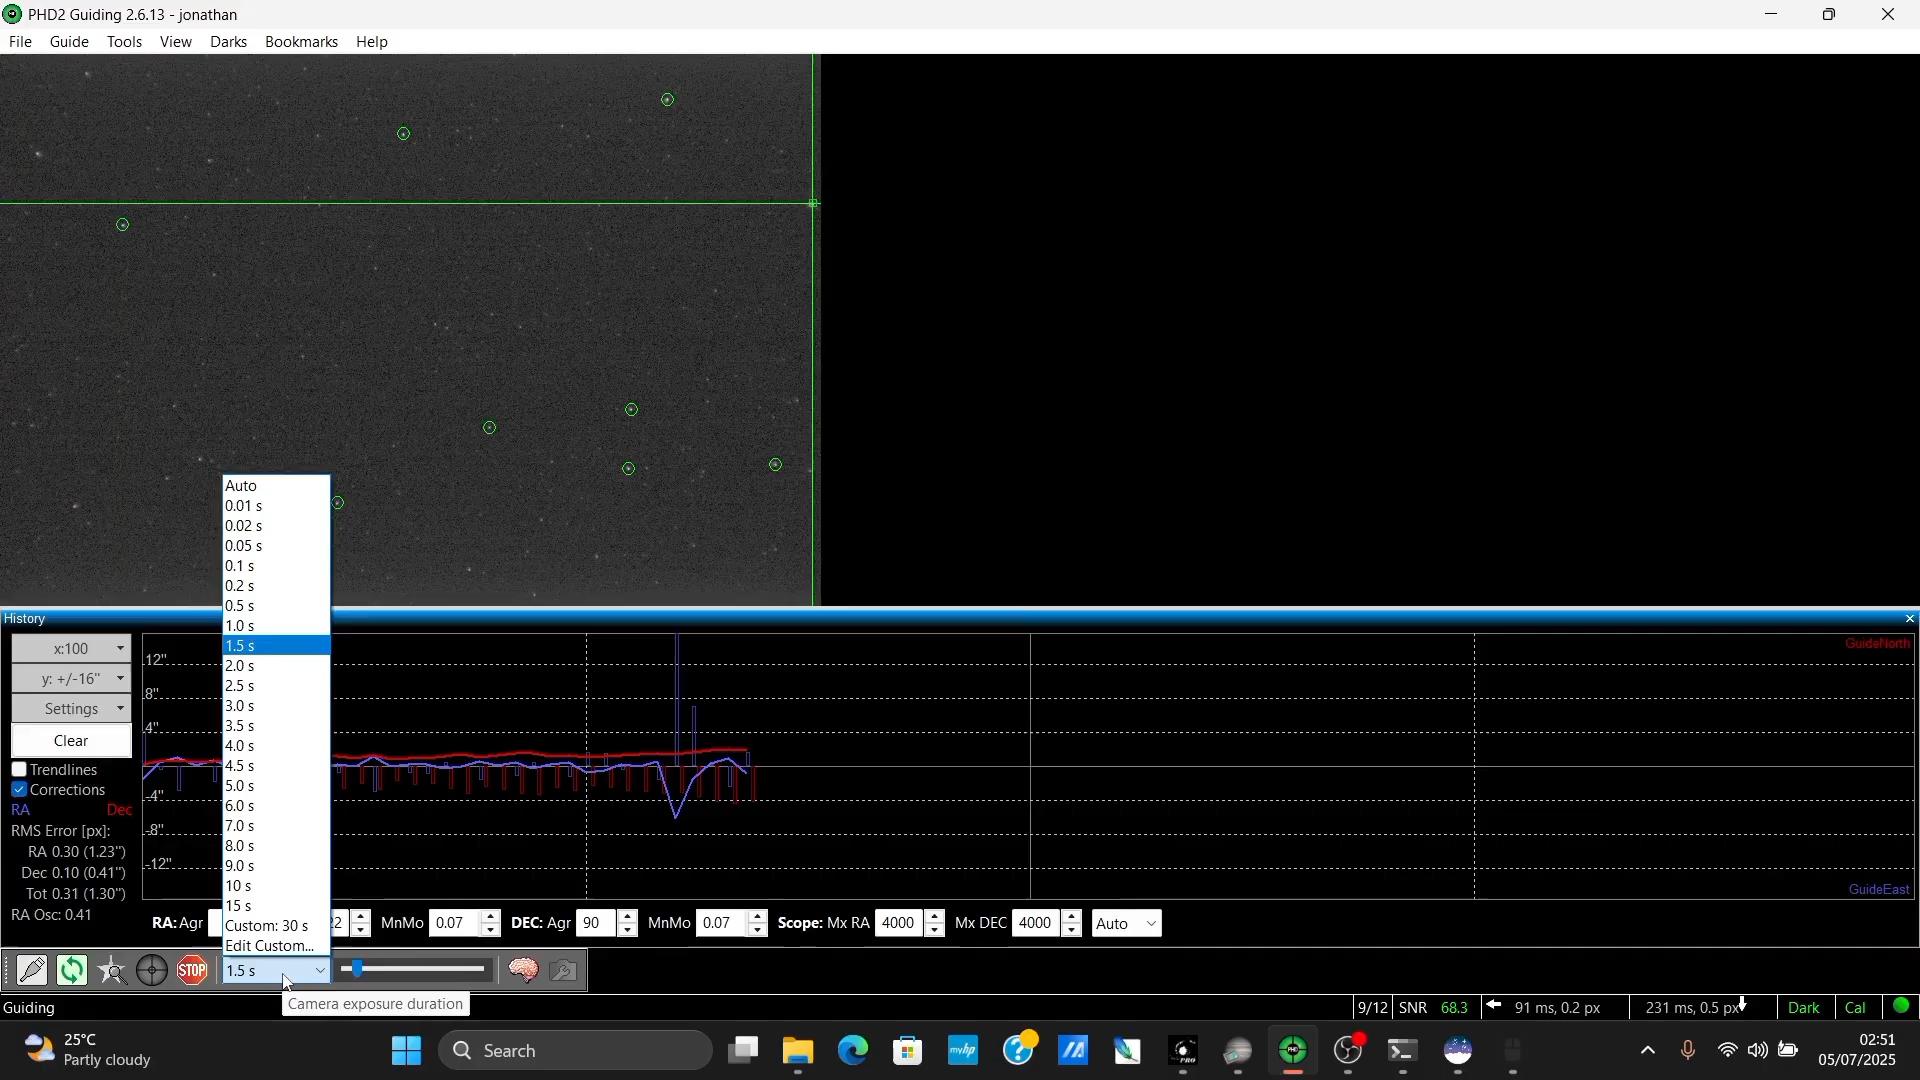 PHD2 Guiding 2.6.13 - jonathan
File Guide Tools View Darks Bookmarks Help
Auto
0.01 s
0.02 s
0.05 s
0.1 s
0.2 s
0.5 s
1.0 s
1.5 s
2.0 s
2.5 s
3.0 s
3.5 s
4.0 s
4.5 s
5.0 s
6.0 s
7.0 s
8.0 s
9.0 s
10 s
15 s
Custom: 30 s
Edit Custom...
History
x:100
y: +/-16"
Settings
Clear
Trendlines
Corrections
RA Dec
RMS Error [px]:
RA 0.30 (1.23")
Dec 0.10 (0.41")
Tot 0.31 (1.30")
RA Osc: 0.41
12"
8"
4"
-4"
-8"
-12"
GuideNorth
GuideEast
RA: Agr 22 MnMo 0.07 DEC: Agr 90 MnMo 0.07 Scope: Mx RA 4000 Mx DEC 4000 Auto
STOP 1.5 s
Camera exposure duration
Guiding 9/12 SNR 68.3 91 ms, 0.2 px 231 ms, 0.5 px Dark Cal
25°C
Partly cloudy
Search
myhp
PRO
PHD
02:51
05/07/2025